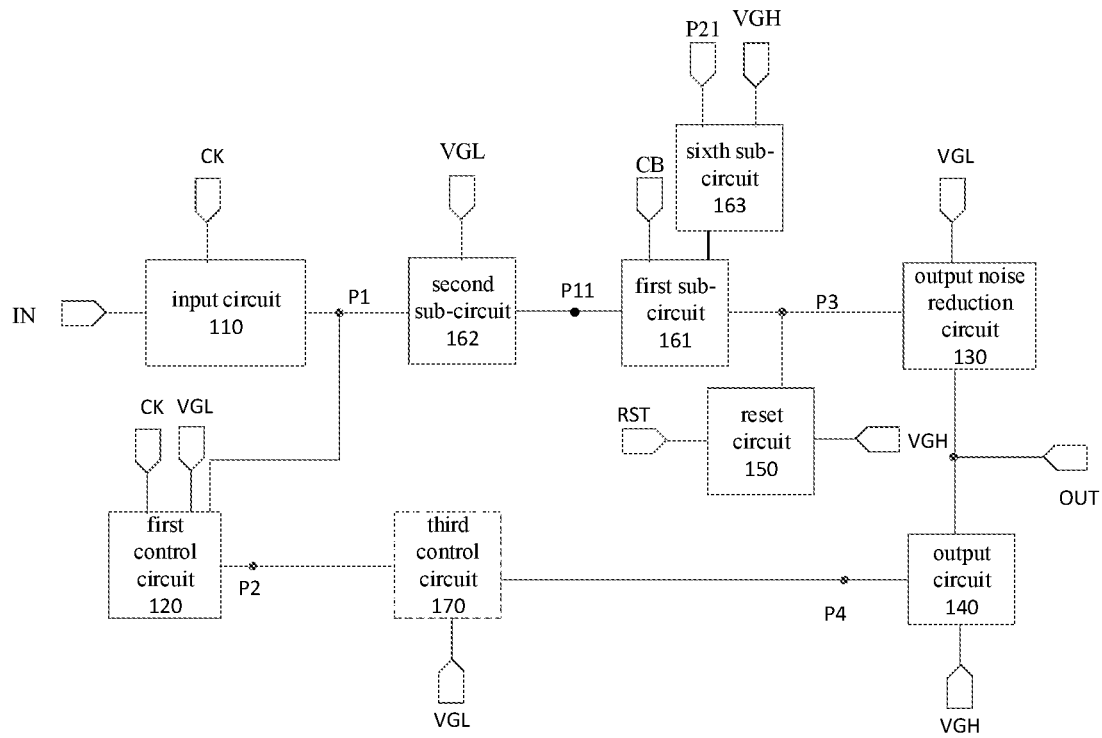 P21
VGH
CK
VGL
CB
sixth sub-
circuit
163
VGL
IN
input circuit
110
P1
second
sub-circuit
162
P11
first sub-
circuit
161
P3
output noise
reduction
circuit
130
CK
VGL
RST
reset
circuit
150
VGH
OUT
first
control
circuit
120
P2
third
control
circuit
170
P4
output
circuit
140
VGL
VGH